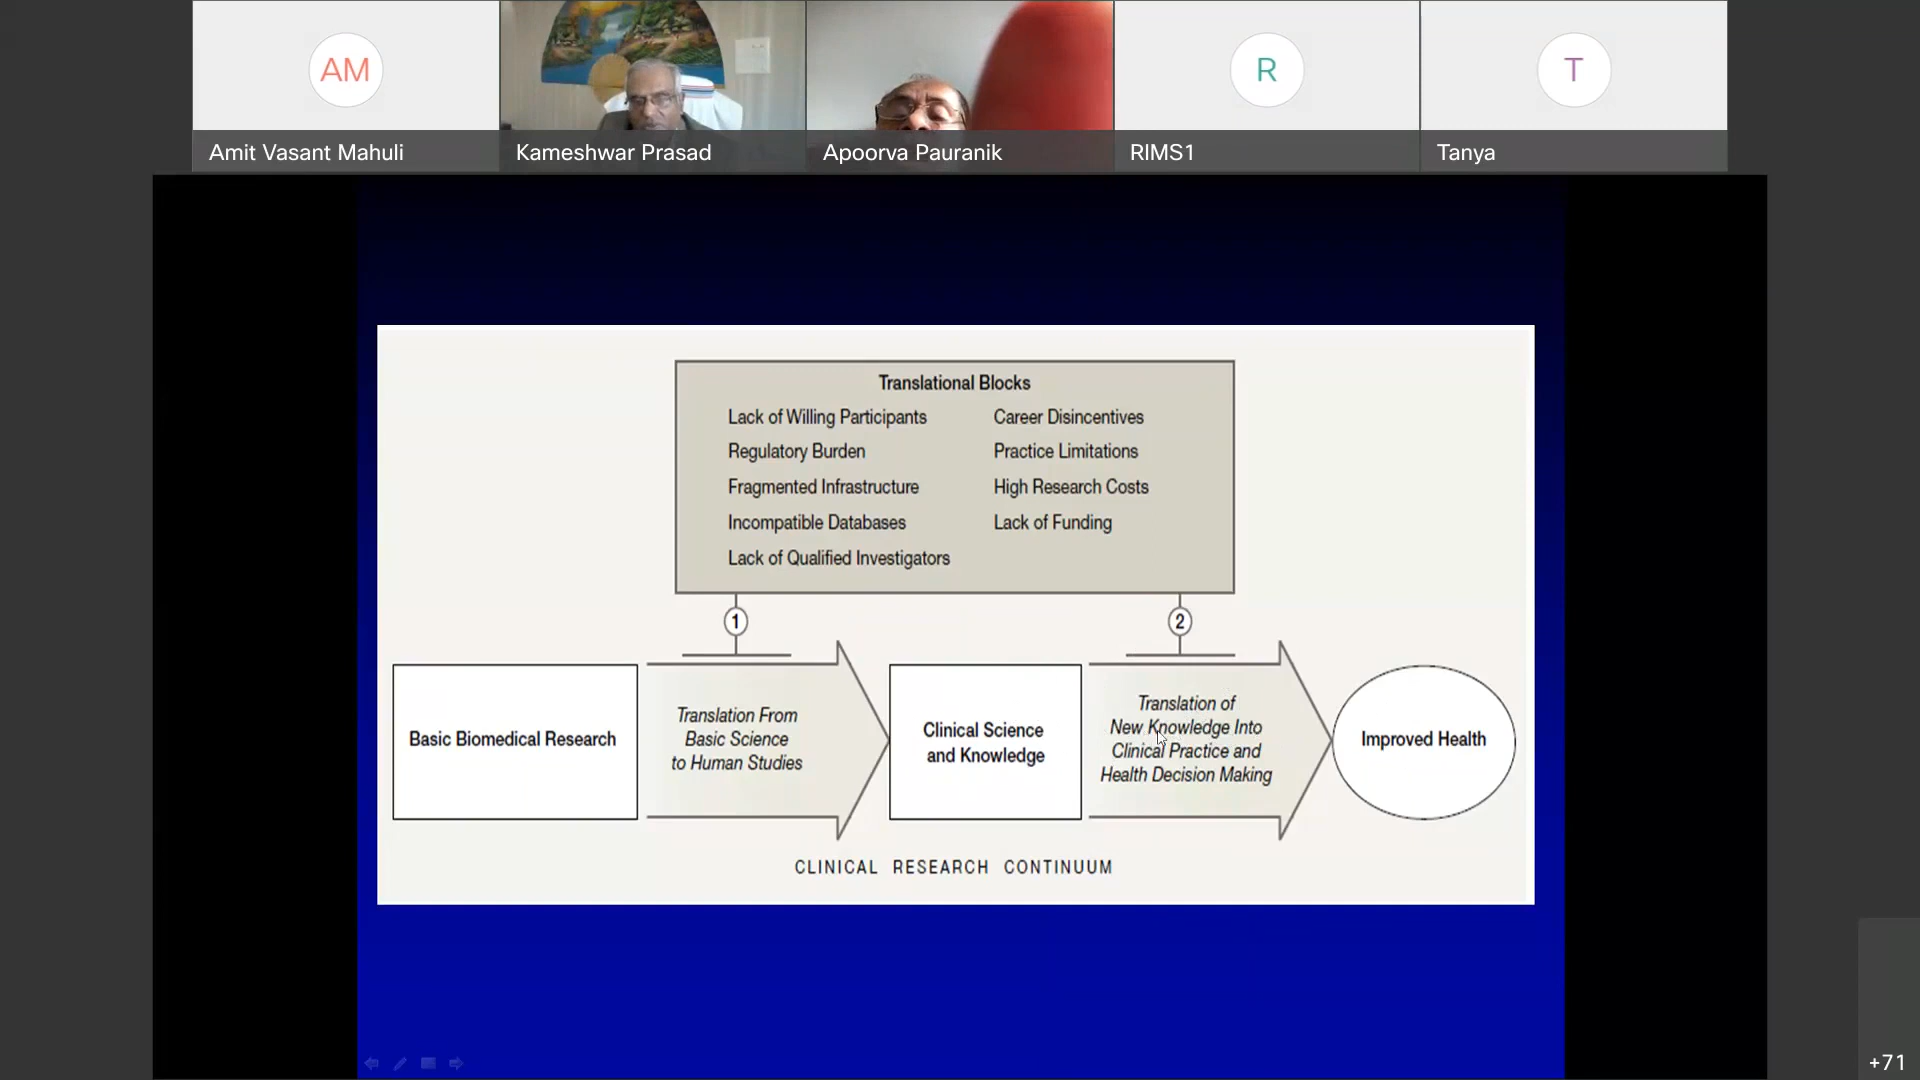 AM
R
T
Amit Vasant Mahuli
Kameshwar Prasad
Apoorva Pauranik
RIMS1
Tanya
Translational Blocks
Lack of Willing Participants
Regulatory Burden
Fragmented Infrastructure
Incompatible Databases
Lack of Qualified Investigators
Career Disincentives
Practice Limitations
High Research Costs
Lack of Funding
1
2
Basic Biomedical Research
Translation From
Basic Science
to Human Studies
Clinical Science
and Knowledge
Translation of
New Knowledge Into
Clinical Practice and
Health Decision Making
Improved Health
CLINICAL RESEARCH CONTINUUM
+71